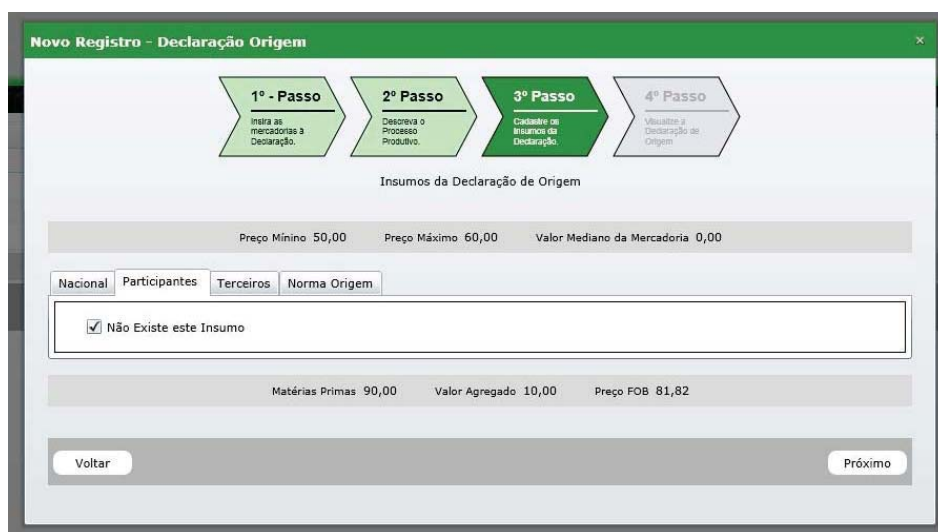 Novo Registro - Declaração Origem
×
1º - Passo
Insira as
mercadorias à
Declaração.
2º Passo
Descreva o
Processo
Produtivo.
3º Passo
Cadastre os
Insumos da
Declaração.
4º Passo
Visualize a
Declaração de
Origem
Insumos da Declaração de Origem
Preço Mínino 50,00 Preço Máximo 60,00 Valor Mediano da Mercadoria 0,00
Nacional Participantes Terceiros Norma Origem
Não Existe este Insumo
Matérias Primas 90,00 Valor Agregado 10,00 Preço FOB 81,82
Voltar Próximo